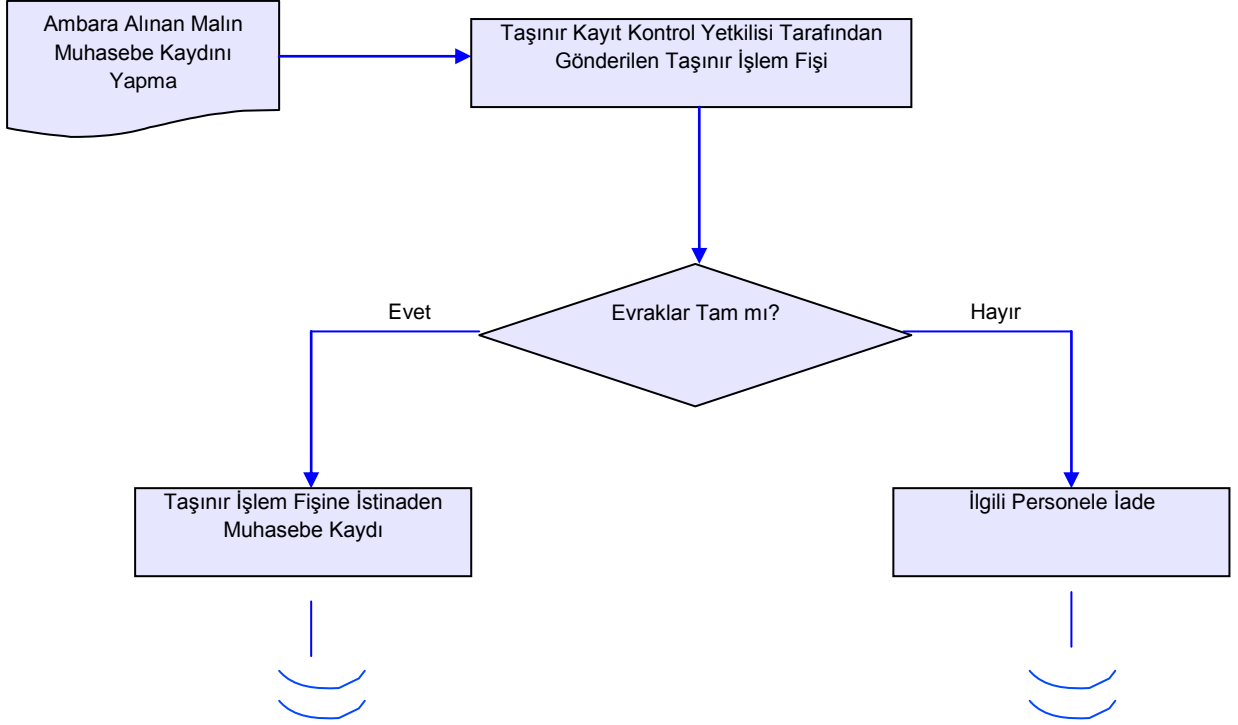 Ambara Alınan Malın
Muhasebe Kaydını
Yapma
Taşınır Kayıt Kontrol Yetkilisi Tarafından
Gönderilen Taşınır İşlem Fişi
Evraklar Tam mı?
Evet
Hayır
Taşınır İşlem Fişine İstinaden
Muhasebe Kaydı
İlgili Personele İade